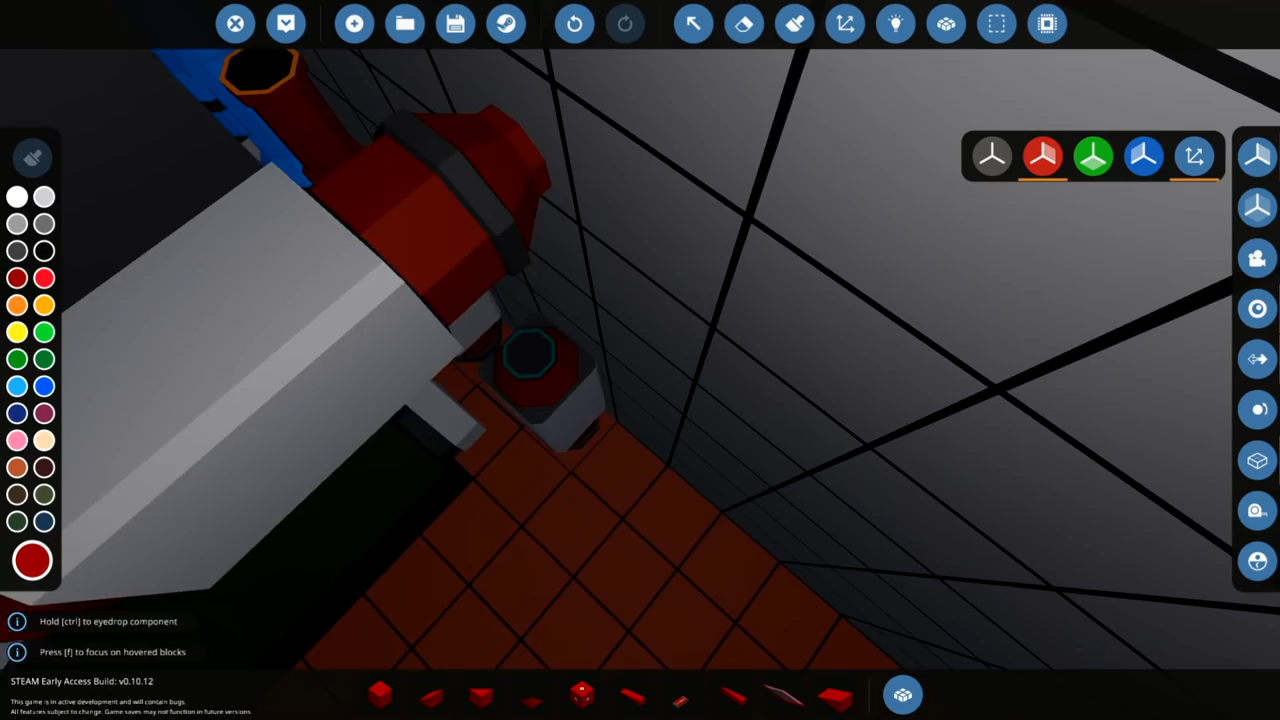 Hold [ctrl] to eyedrop component
Press [f] to focus on hovered blocks
STEAM Early Access Build: v0.10.12
This game is in active development and will contain bugs.
All features subject to change. Game saves may not function in future versions.